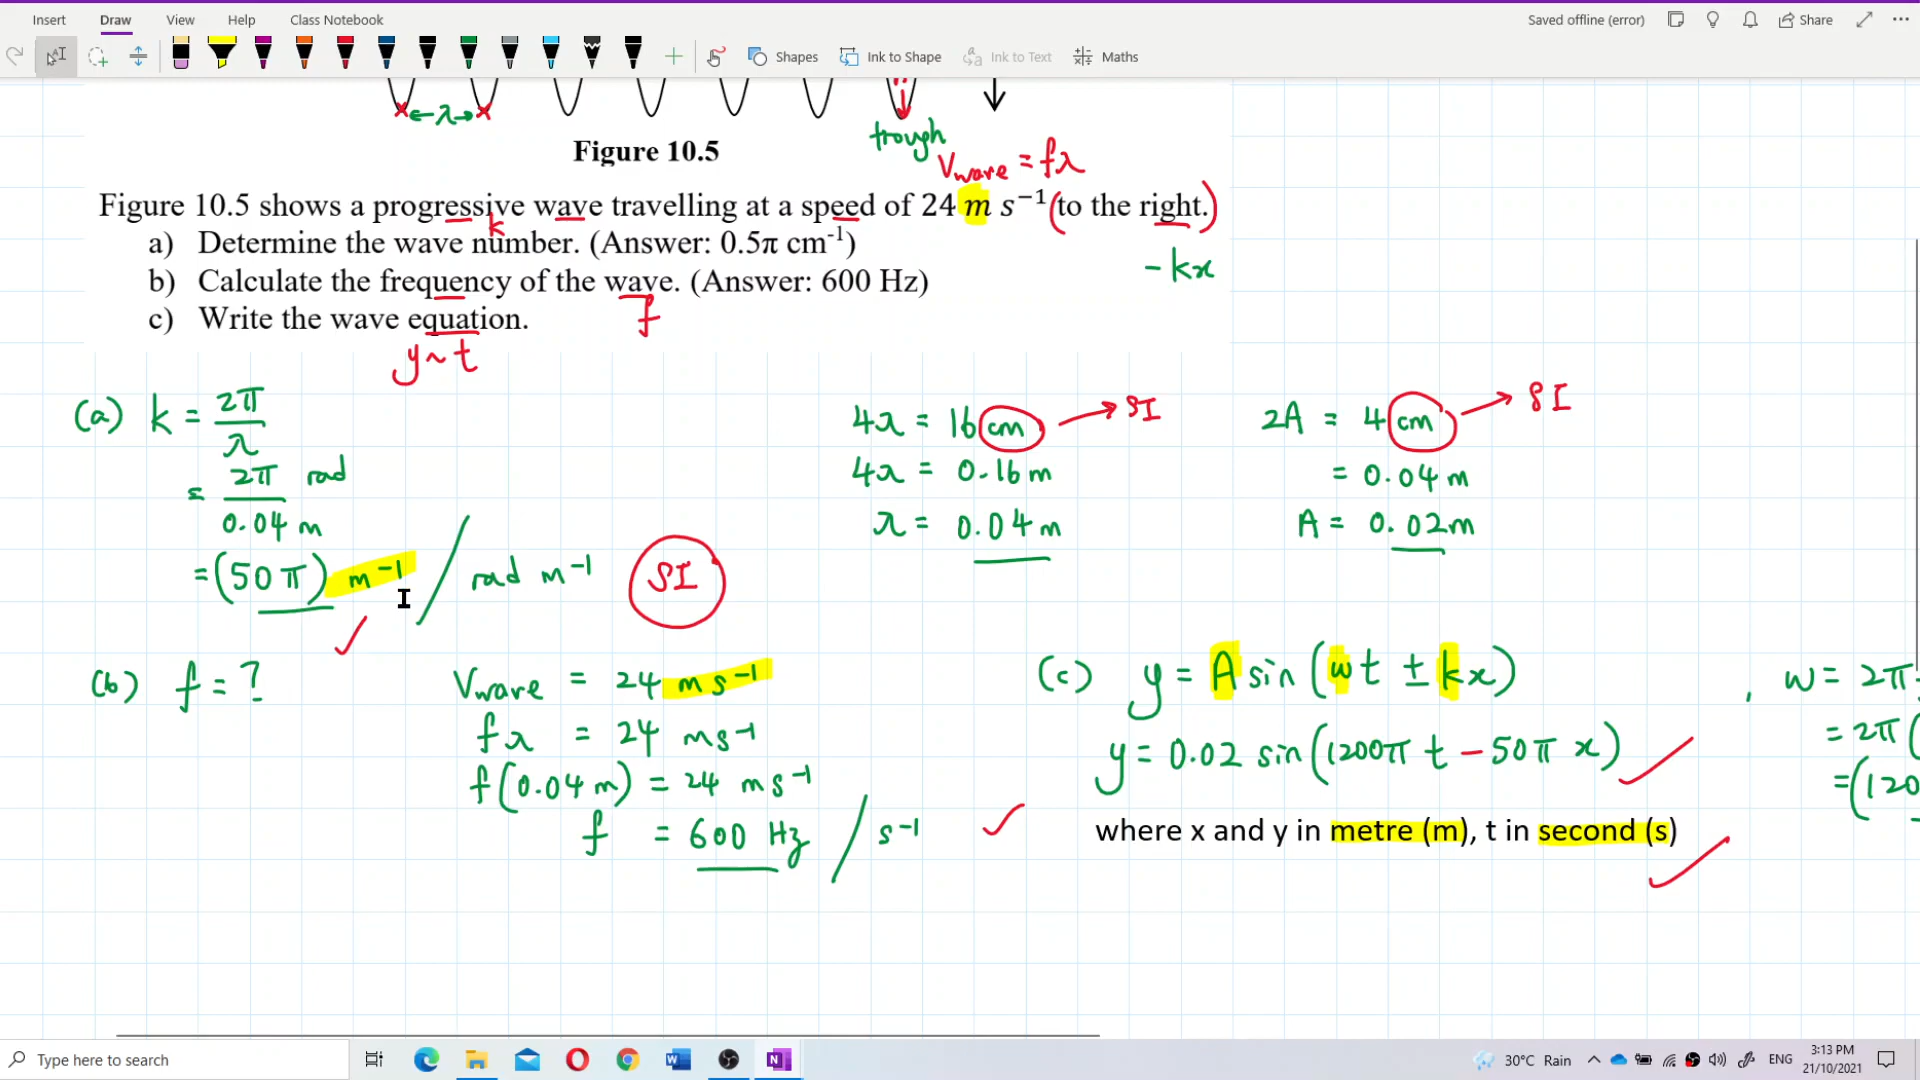 Insert Draw View Help Class Notebook Saved offline (error) Share
Shapes Ink to Shape Ink to Text Maths
x ← λ → x
trough
Figure 10.5
Vwave = fλ
Figure 10.5 shows a progressive wave travelling at a speed of 24 m s⁻¹ (to the right.)
k
a) Determine the wave number. (Answer: 0.5π cm⁻¹)
- kx
b) Calculate the frequency of the wave. (Answer: 600 Hz)
f
c) Write the wave equation.
y ~ t
(a) k = 2π / λ
= 2π rad / 0.04 m
= (50π) m⁻¹ / rad m⁻¹ SI
4λ = 16 cm → SI
4λ = 0.16 m
λ = 0.04 m
2A = 4 cm → SI
= 0.04 m
A = 0.02 m
(b) f = ?
Vwave = 24 m s⁻¹
fλ = 24 ms⁻¹
f(0.04 m) = 24 ms⁻¹
f = 600 Hz / s⁻¹
(c) y = A sin (wt ± kx)
y = 0.02 sin (1200π t - 50π x)
where x and y in metre (m), t in second (s)
, w = 2π
= 2π (
= (120
Type here to search
30°C Rain
ENG
3:13 PM
21/10/2021